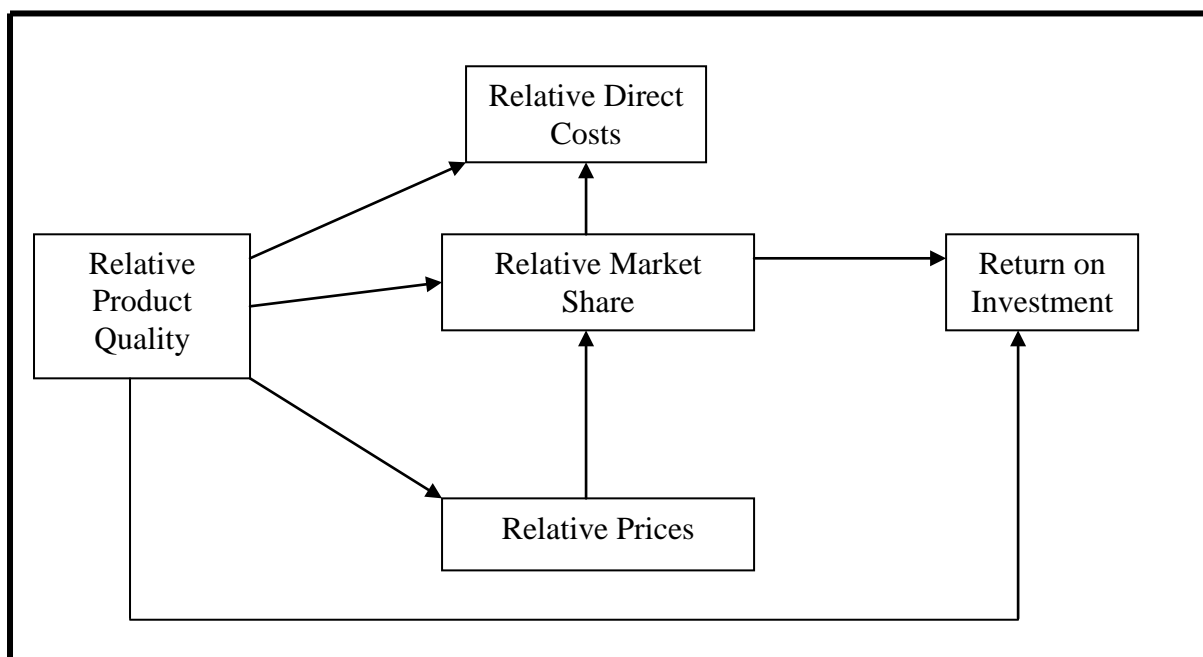 Relative Direct
Costs
Relative
Product
Quality
Relative Market
Share
Return on
Investment
Relative Prices